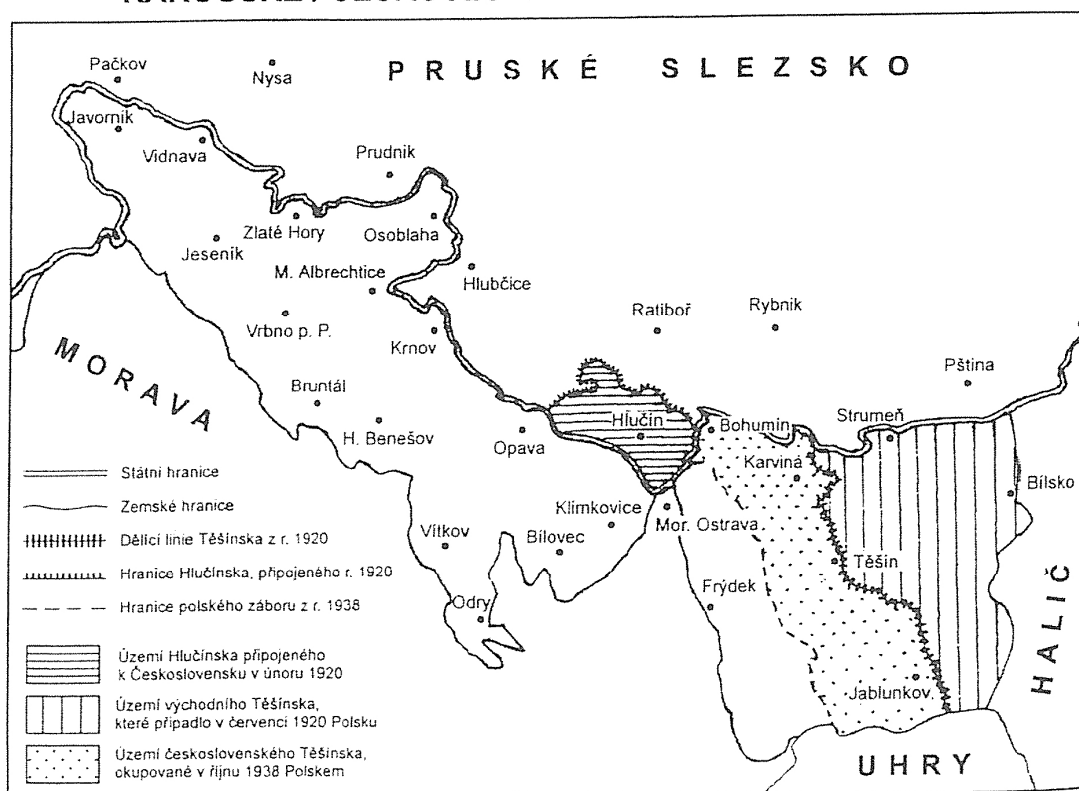 PRUSKÉ SLEZSKO
Pačkov
Nysa
Javorník
Vidnava
Prudník
Zlaté Hory
Osoblaha
Jeseník
M. Albrechtice
Hlubčice
Vrbno p. P.
Krnov
Ratiboř
Rybník
MORAVA
Bruntál
H. Benešov
Opava
Hlučín
Bohumín
Strumeň
Pština
Karviná
Bílsko
Klimkovice
Mor. Ostrava
Vítkov
Bílovec
Těšín
Odry
Frýdek
HALIČ
Jablunkov
UHRY
Státní hranice
Zemské hranice
Dělící linie Těšínska z r. 1920
Hranice Hlučínska, připojeného r. 1920
Hranice polského záboru z r. 1938
Území Hlučínska připojeného
k Československu v únoru 1920
Území východního Těšínska,
které připadlo v červenci 1920 Polsku
Území československého Těšínska,
okupované v říjnu 1938 Polskem